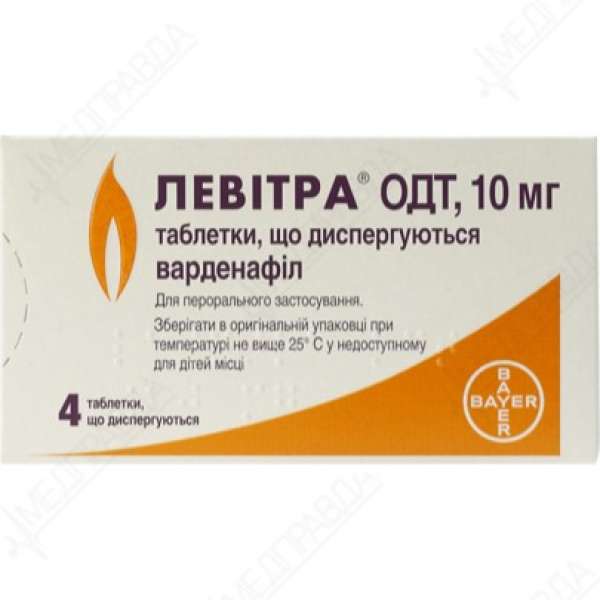 МЕДПРАВДА
ЛЕВІТРА® ОДТ, 10 мг
таблетки, що диспергуються
варденафіл
Для перорального застосування.
Зберігати в оригінальній упаковці при
температурі не вище 25° С у недоступному
для дітей місці
4 таблетки,
що диспергуються
BAYER
BAYER